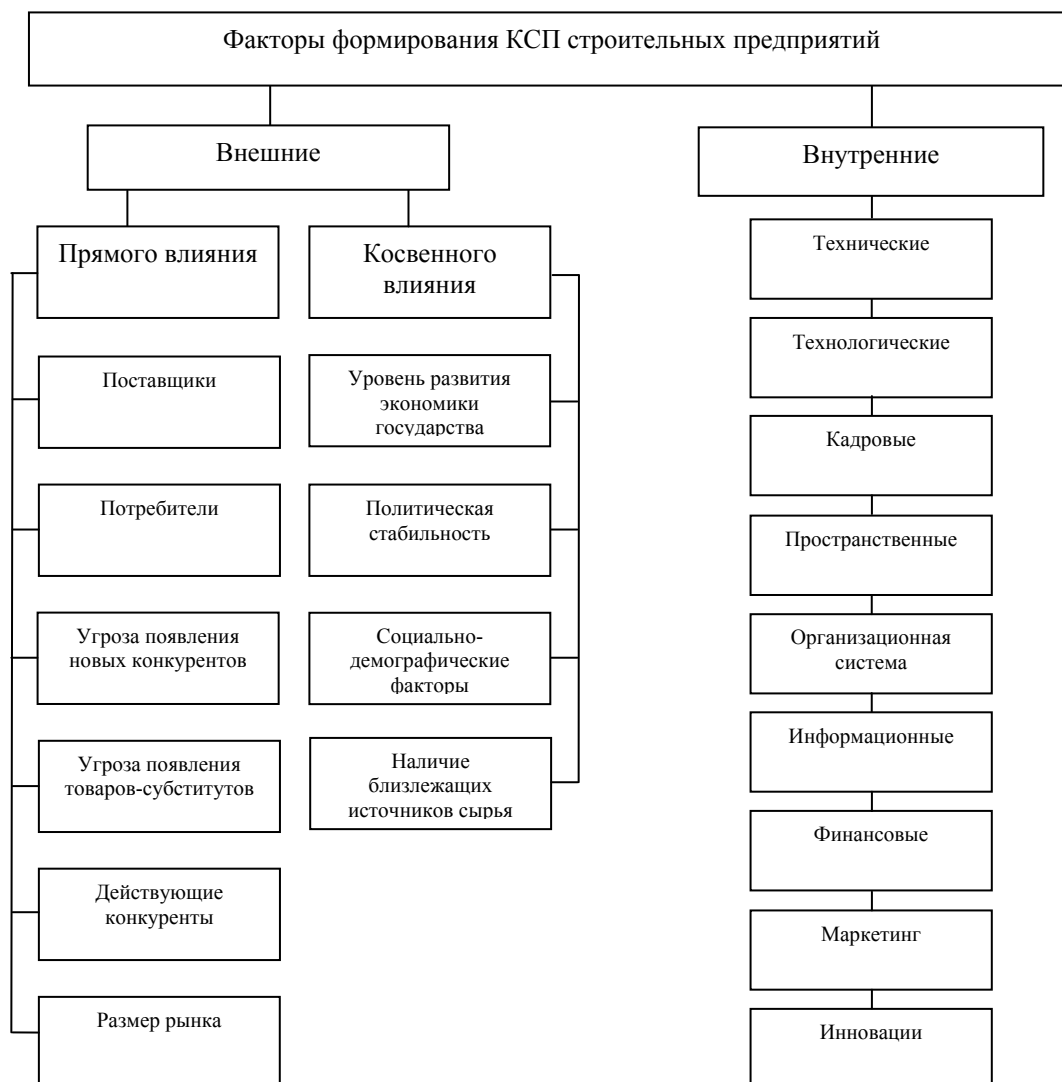 Факторы формирования КСП строительных предприятий
Внешние
Внутренние
Прямого влияния
Косвенного
влияния
Поставщики
Потребители
Угроза появления
новых конкурентов
Угроза появления
товаров-субститутов
Действующие
конкуренты
Размер рынка
Уровень развития
экономики
государства
Политическая
стабильность
Социально-
демографические
факторы
Наличие
близлежащих
источников сырья
Технические
Технологические
Кадровые
Пространственные
Организационная
система
Информационные
Финансовые
Маркетинг
Инновации